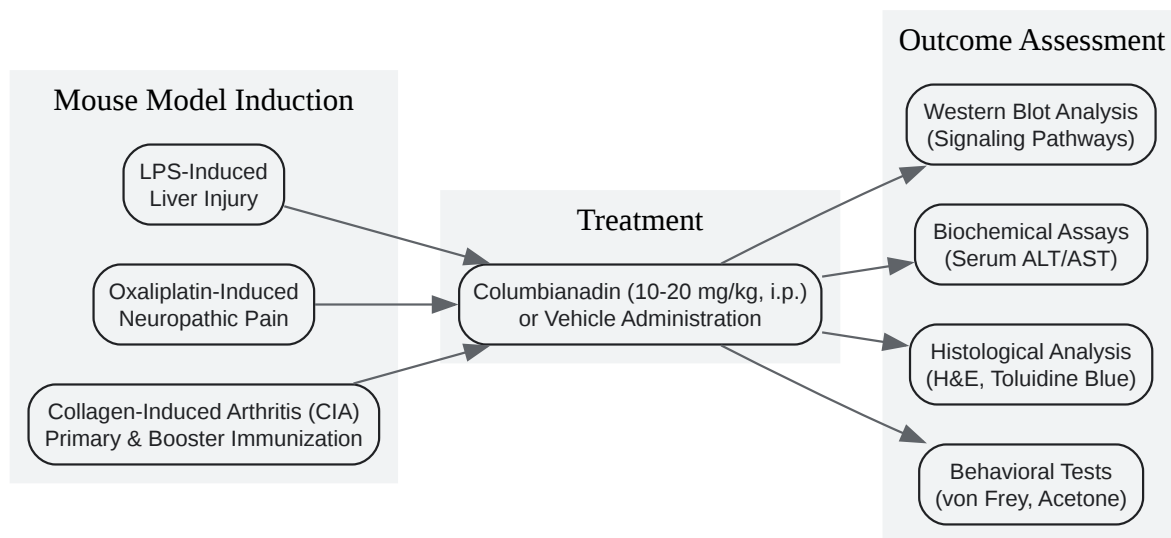 Mouse Model Induction
LPS-Induced
Liver Injury
Oxaliplatin-Induced
Neuropathic Pain
Collagen-Induced Arthritis (CIA)
Primary & Booster Immunization
Treatment
Columbianadin (10-20 mg/kg, i.p.)
or Vehicle Administration
Outcome Assessment
Western Blot Analysis
(Signaling Pathways)
Biochemical Assays
(Serum ALT/AST)
Histological Analysis
(H&E, Toluidine Blue)
Behavioral Tests
(von Frey, Acetone)